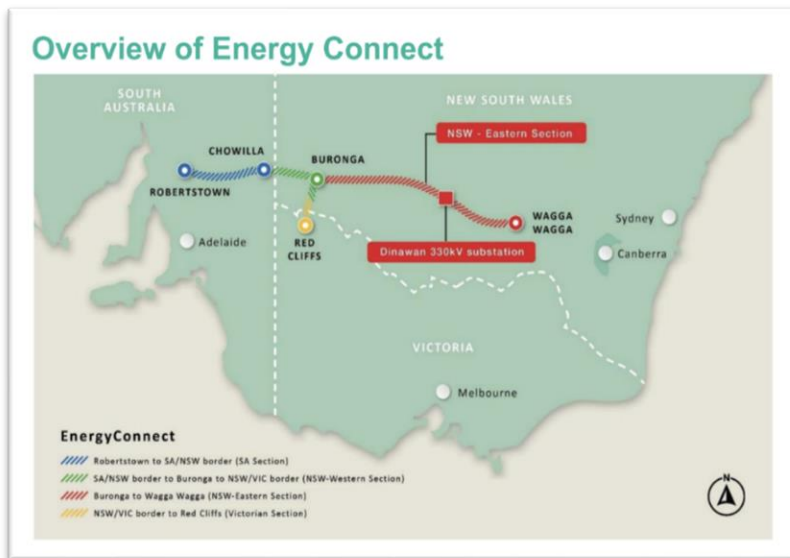 Overview of Energy Connect
SOUTH
AUSTRALIA
NEW SOUTH WALES
NSW - Eastern Section
CHOWILLA
BURONGA
ROBERTSTOWN
WAGGA
WAGGA
Sydney
Adelaide
RED
CLIFFS
Dinawan 330kV substation
Canberra
VICTORIA
Melbourne
EnergyConnect
Robertstown to SA/NSW border (SA Section)
SA/NSW border to Buronga to NSW/VIC border (NSW-Western Section)
Buronga to Wagga Wagga (NSW-Eastern Section)
NSW/VIC border to Red Cliffs (Victorian Section)
N